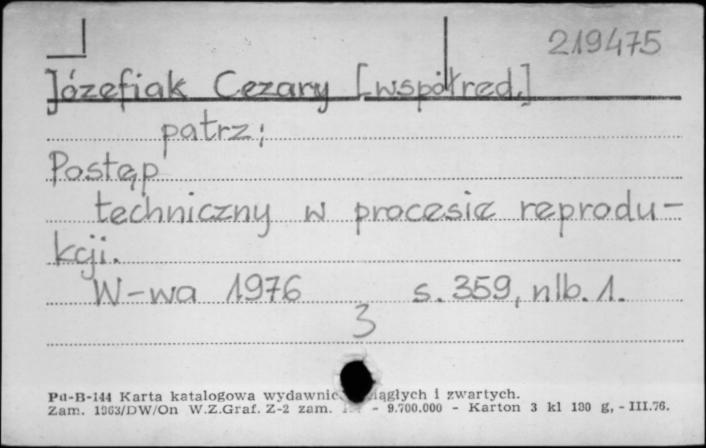 219475
Józefiak Cezary [współred.]
patrz:
Postęp
techniczny w procesie reprodu-
kcji.
W-wa 1976 s. 359, nlb. 1.
3
Pu-B-144 Karta katalogowa wydawnic ciągłych i zwartych.
Zam. 1963/DW/On W.Z.Graf. Z-2 zam. - 9.700.000 - Karton 3 kl 180 g, - III.76.